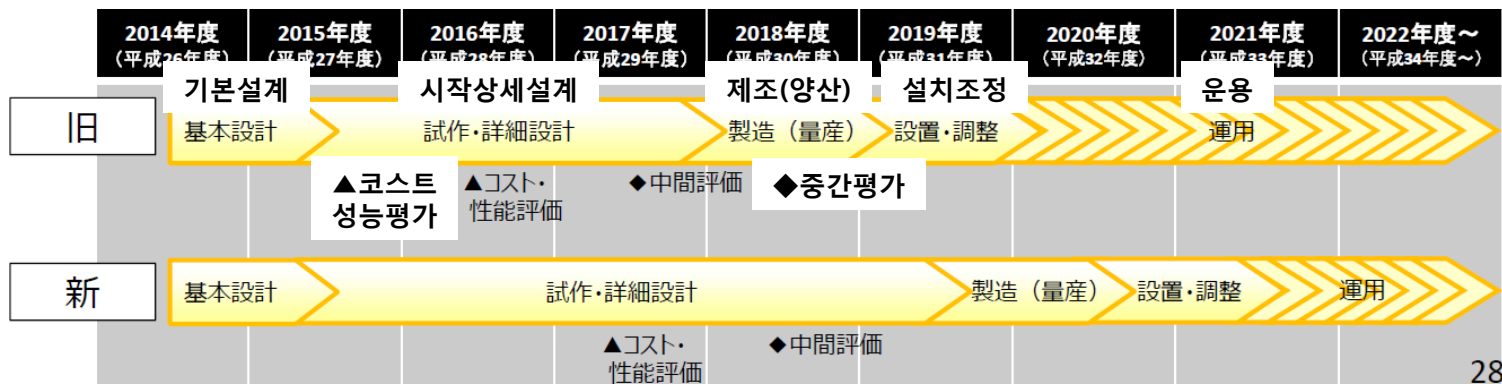 2014年度 2015年度 2016年度 2017年度 2018年度 2019年度 2020年度 2021年度 2022年度～
（平成26年度） （平成27年度） （平成28年度） （平成29年度） （平成30年度） （平成31年度） （平成32年度） （平成33年度） （平成34年度～）
기본설계 시작상세설계 제조(양산) 설치조정 운용
旧 基本設計 試作・詳細設計 製造（量産） 設置・調整 運用
▲코스트 ▲コスト・ ◆中間評価 ◆중간평가
성능평가 性能評価
新 基本設計 試作・詳細設計 製造（量産） 設置・調整 運用
▲コスト・ ◆中間評価
性能評価
28